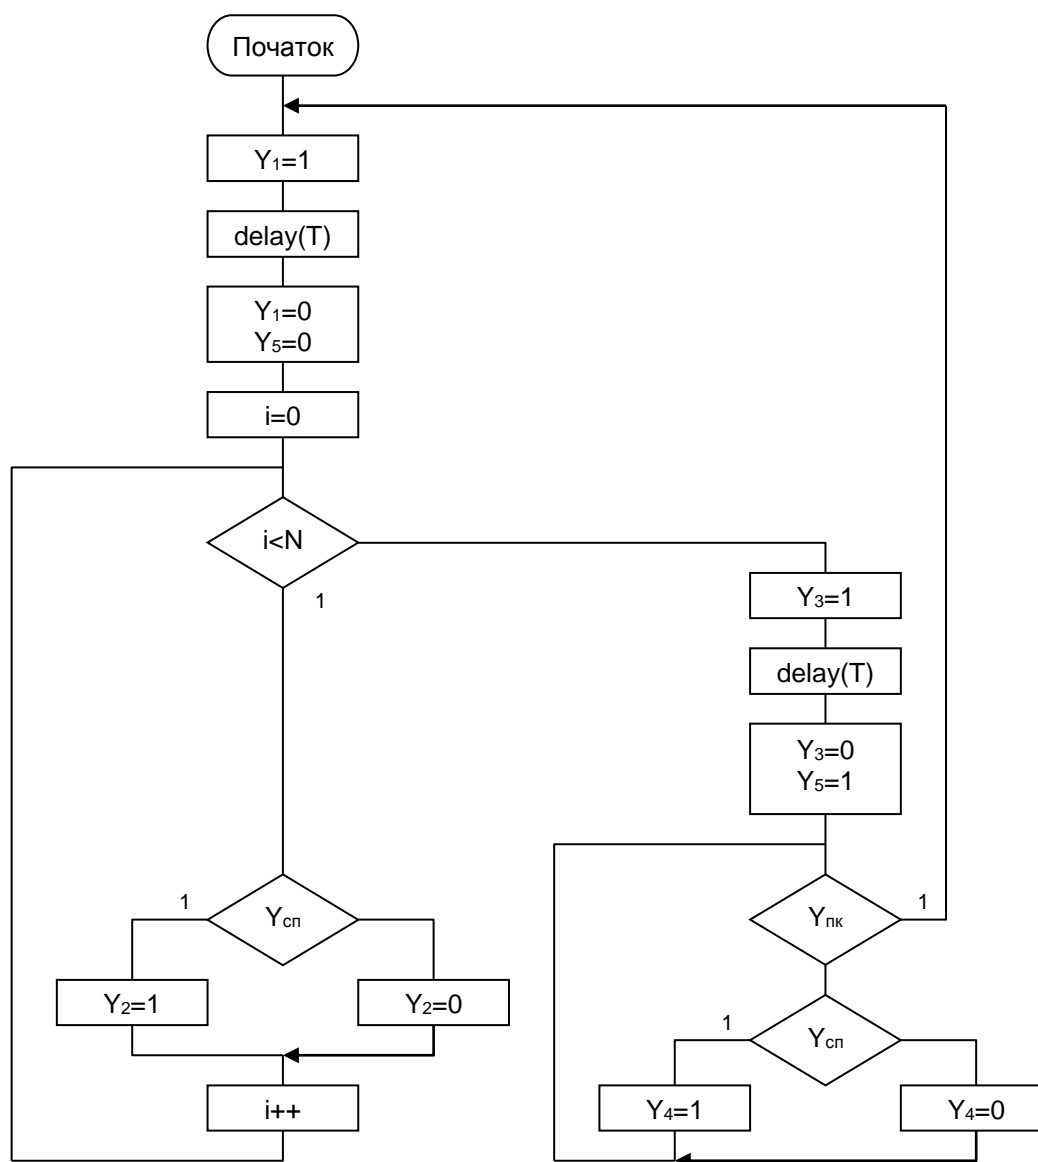 Початок
Y₁=1
delay(T)
Y₁=0
Y₅=0
i=0
i<N
1
Yсп
1
Y₂=1
Y₂=0
i++
Y₃=1
delay(T)
Y₃=0
Y₅=1
Yпк
1
Yсп
1
Y₄=1
Y₄=0